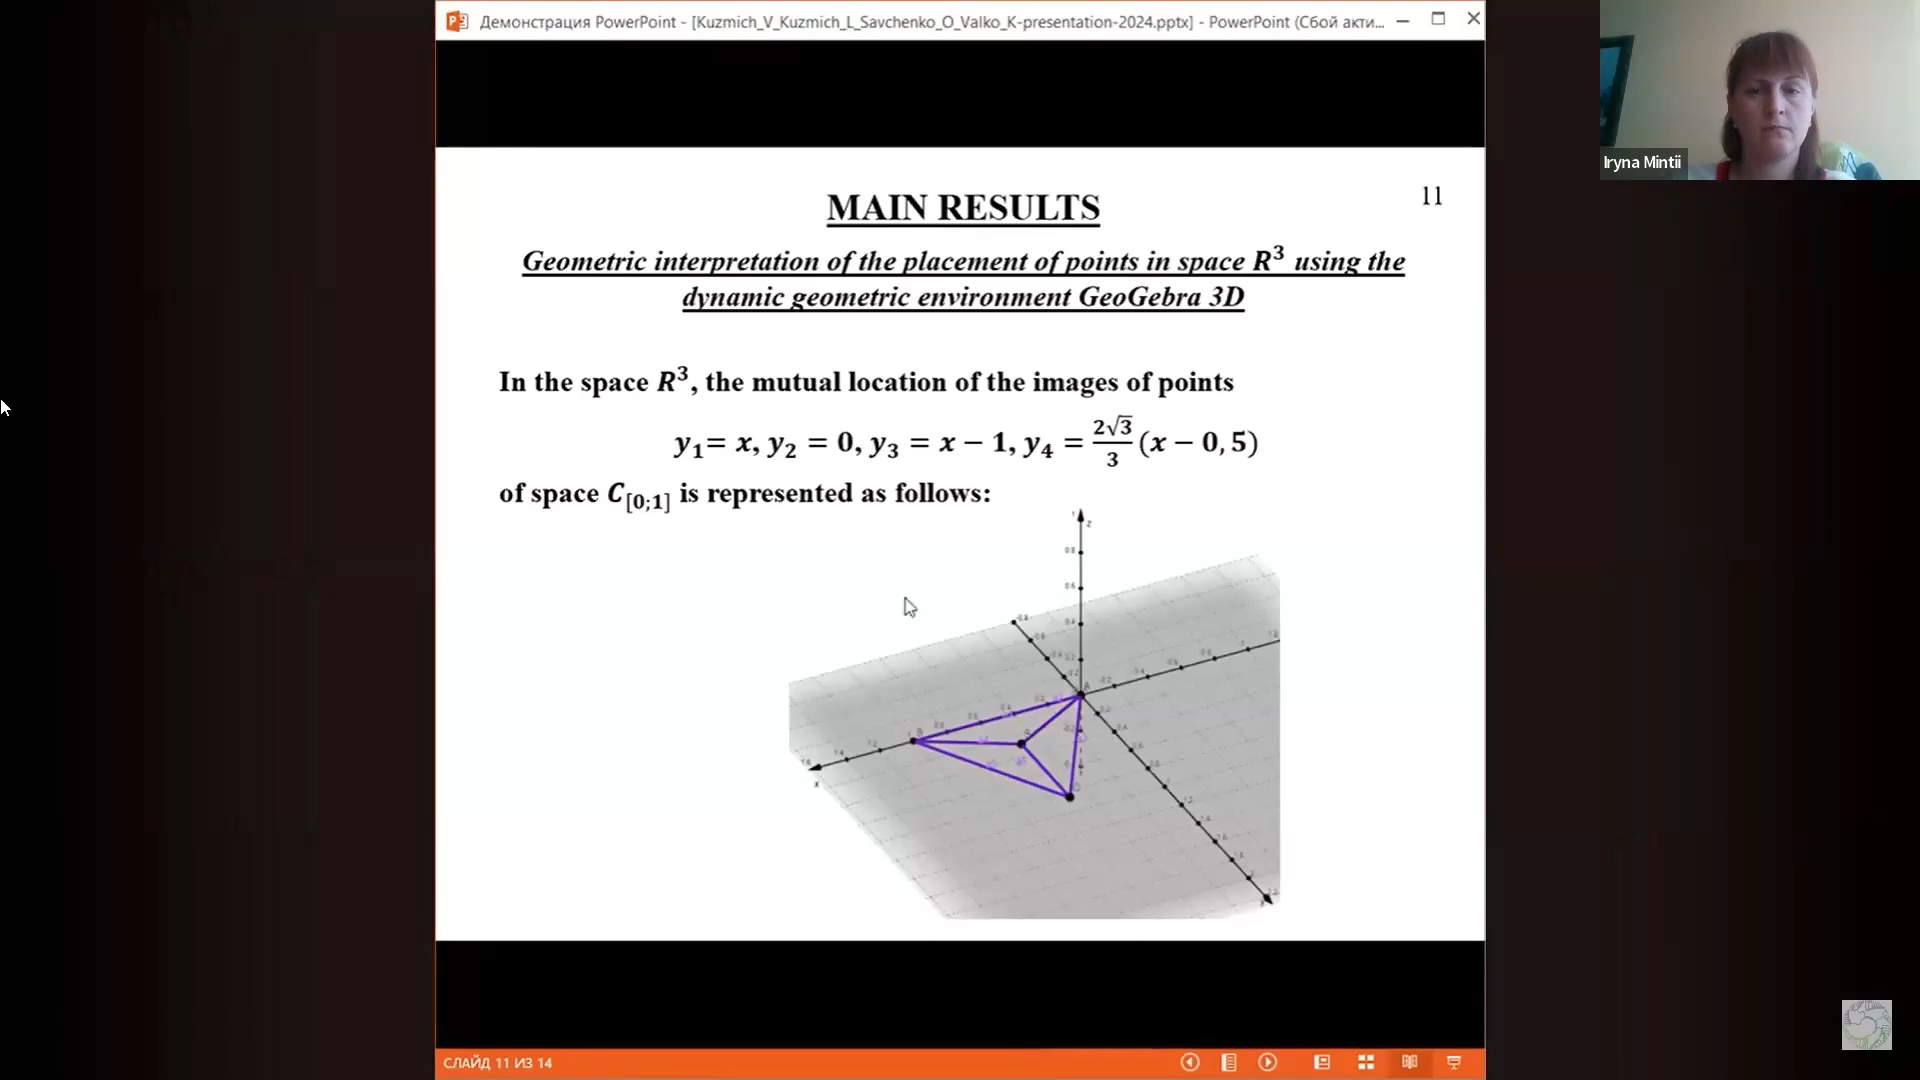 Демонстрация PowerPoint - [Kuzmich_V_Kuzmich_L_Savchenko_O_Valko_K-presentation-2024.pptx] - PowerPoint (Сбой акти...
Iryna Mintii
11
MAIN RESULTS
Geometric interpretation of the placement of points in space R³ using the
dynamic geometric environment GeoGebra 3D
In the space R³, the mutual location of the images of points
y₁= x, y₂ = 0, y₃ = x − 1, y₄ = 2√3/3 (x − 0,5)
of space C[0;1] is represented as follows:
СЛАЙД 11 ИЗ 14